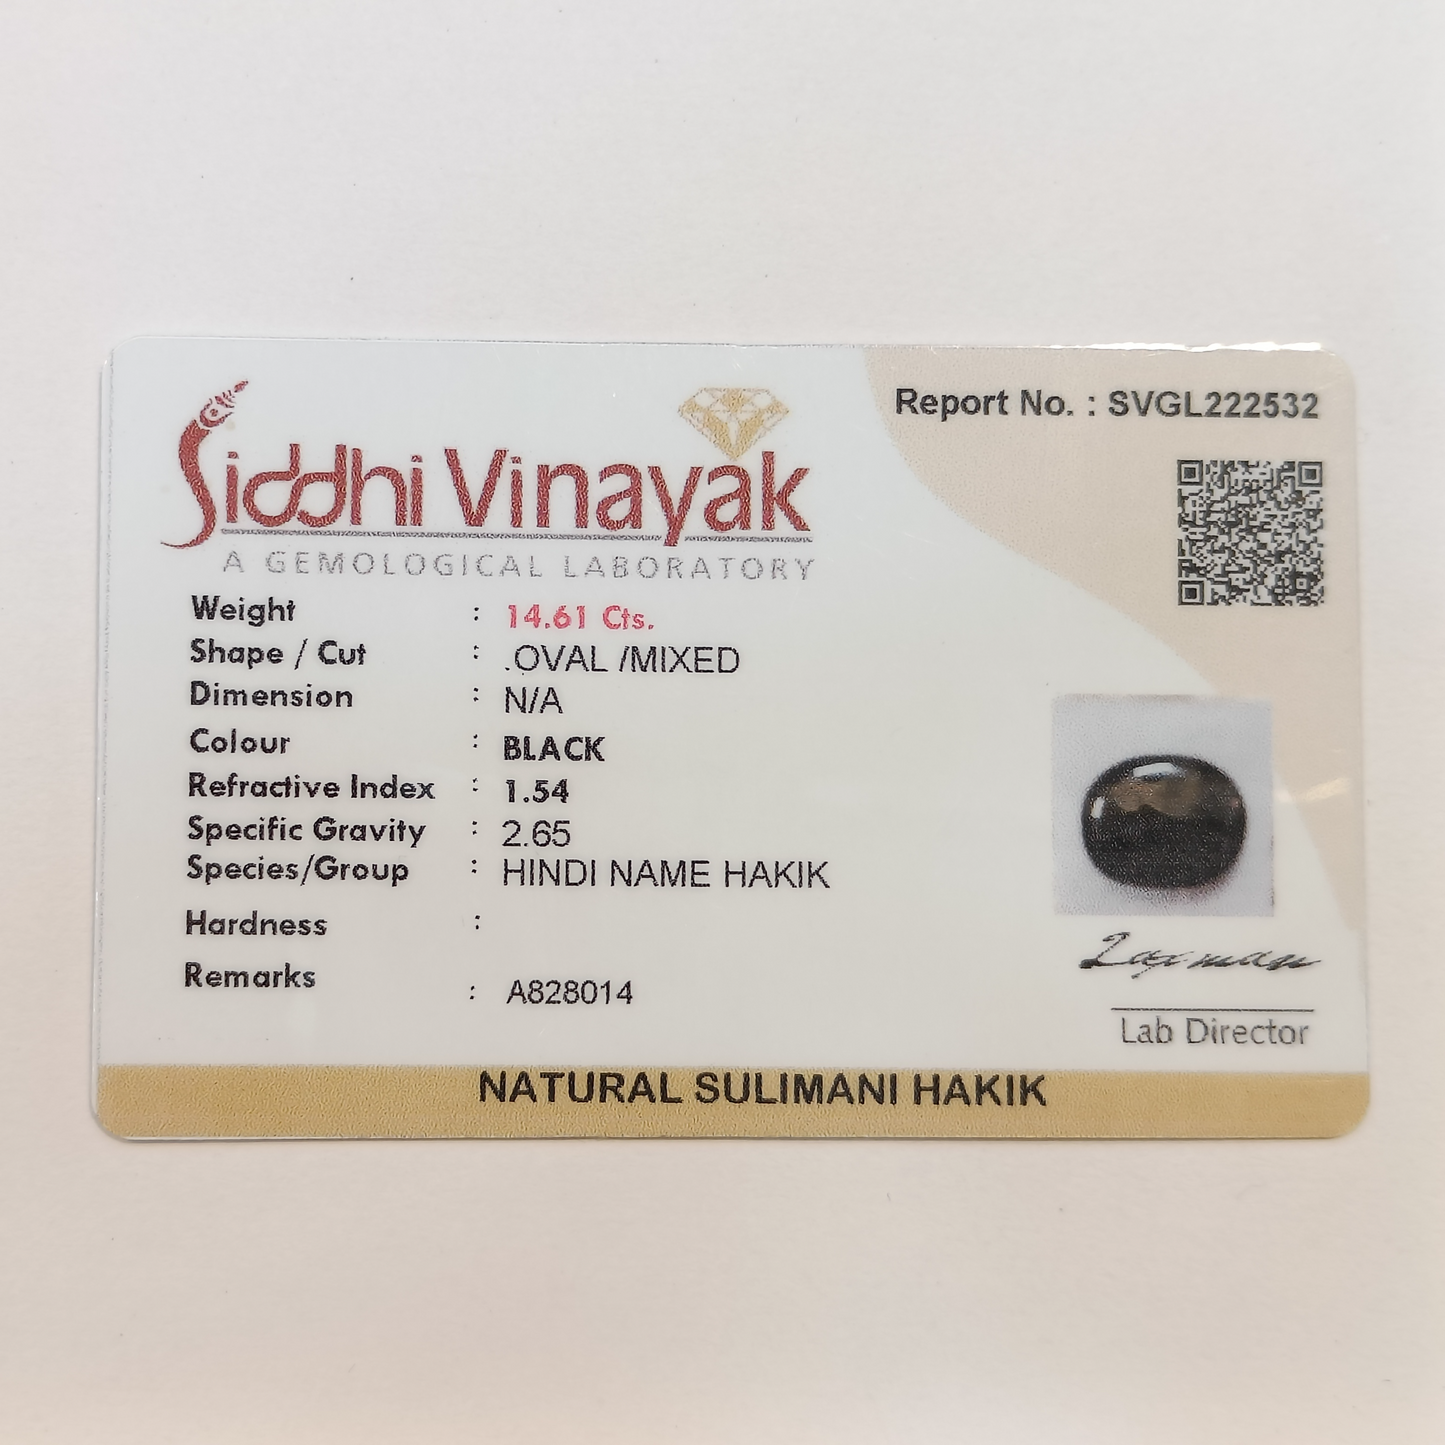 Report No. : SVGL222532
Siddhi Vinayak
A GEMOLOGICAL LABORATORY
Weight : 14.61 Cts.
Shape / Cut : .OVAL /MIXED
Dimension : N/A
Colour : BLACK
Refractive Index : 1.54
Specific Gravity : 2.65
Species/Group : HINDI NAME HAKIK
Hardness :
Remarks : A828014
Laxman
Lab Director
NATURAL SULIMANI HAKIK